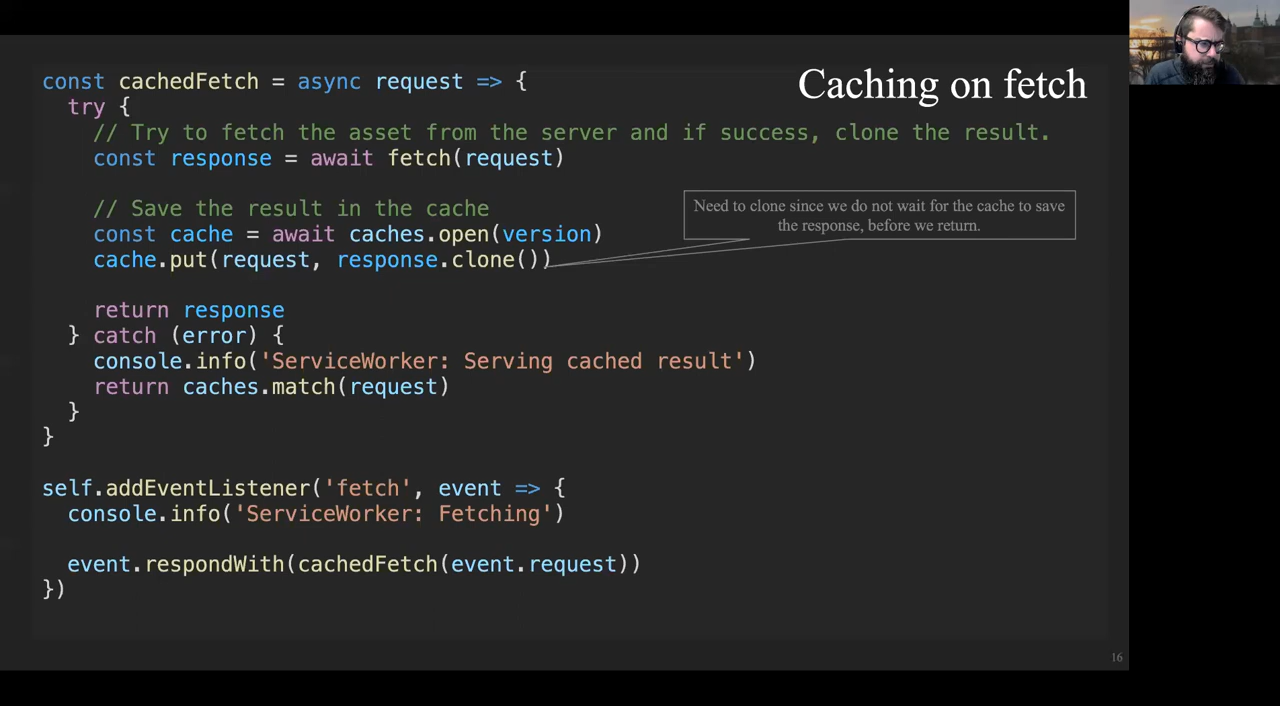 Caching on fetch
const cachedFetch = async request => {
  try {
    // Try to fetch the asset from the server and if success, clone the result.
    const response = await fetch(request)
    // Save the result in the cache
    const cache = await caches.open(version)
    cache.put(request, response.clone())
Need to clone since we do not wait for the cache to save
the response, before we return.
    return response
  } catch (error) {
    console.info('ServiceWorker: Serving cached result')
    return caches.match(request)
  }
}
self.addEventListener('fetch', event => {
  console.info('ServiceWorker: Fetching')
  event.respondWith(cachedFetch(event.request))
})
16